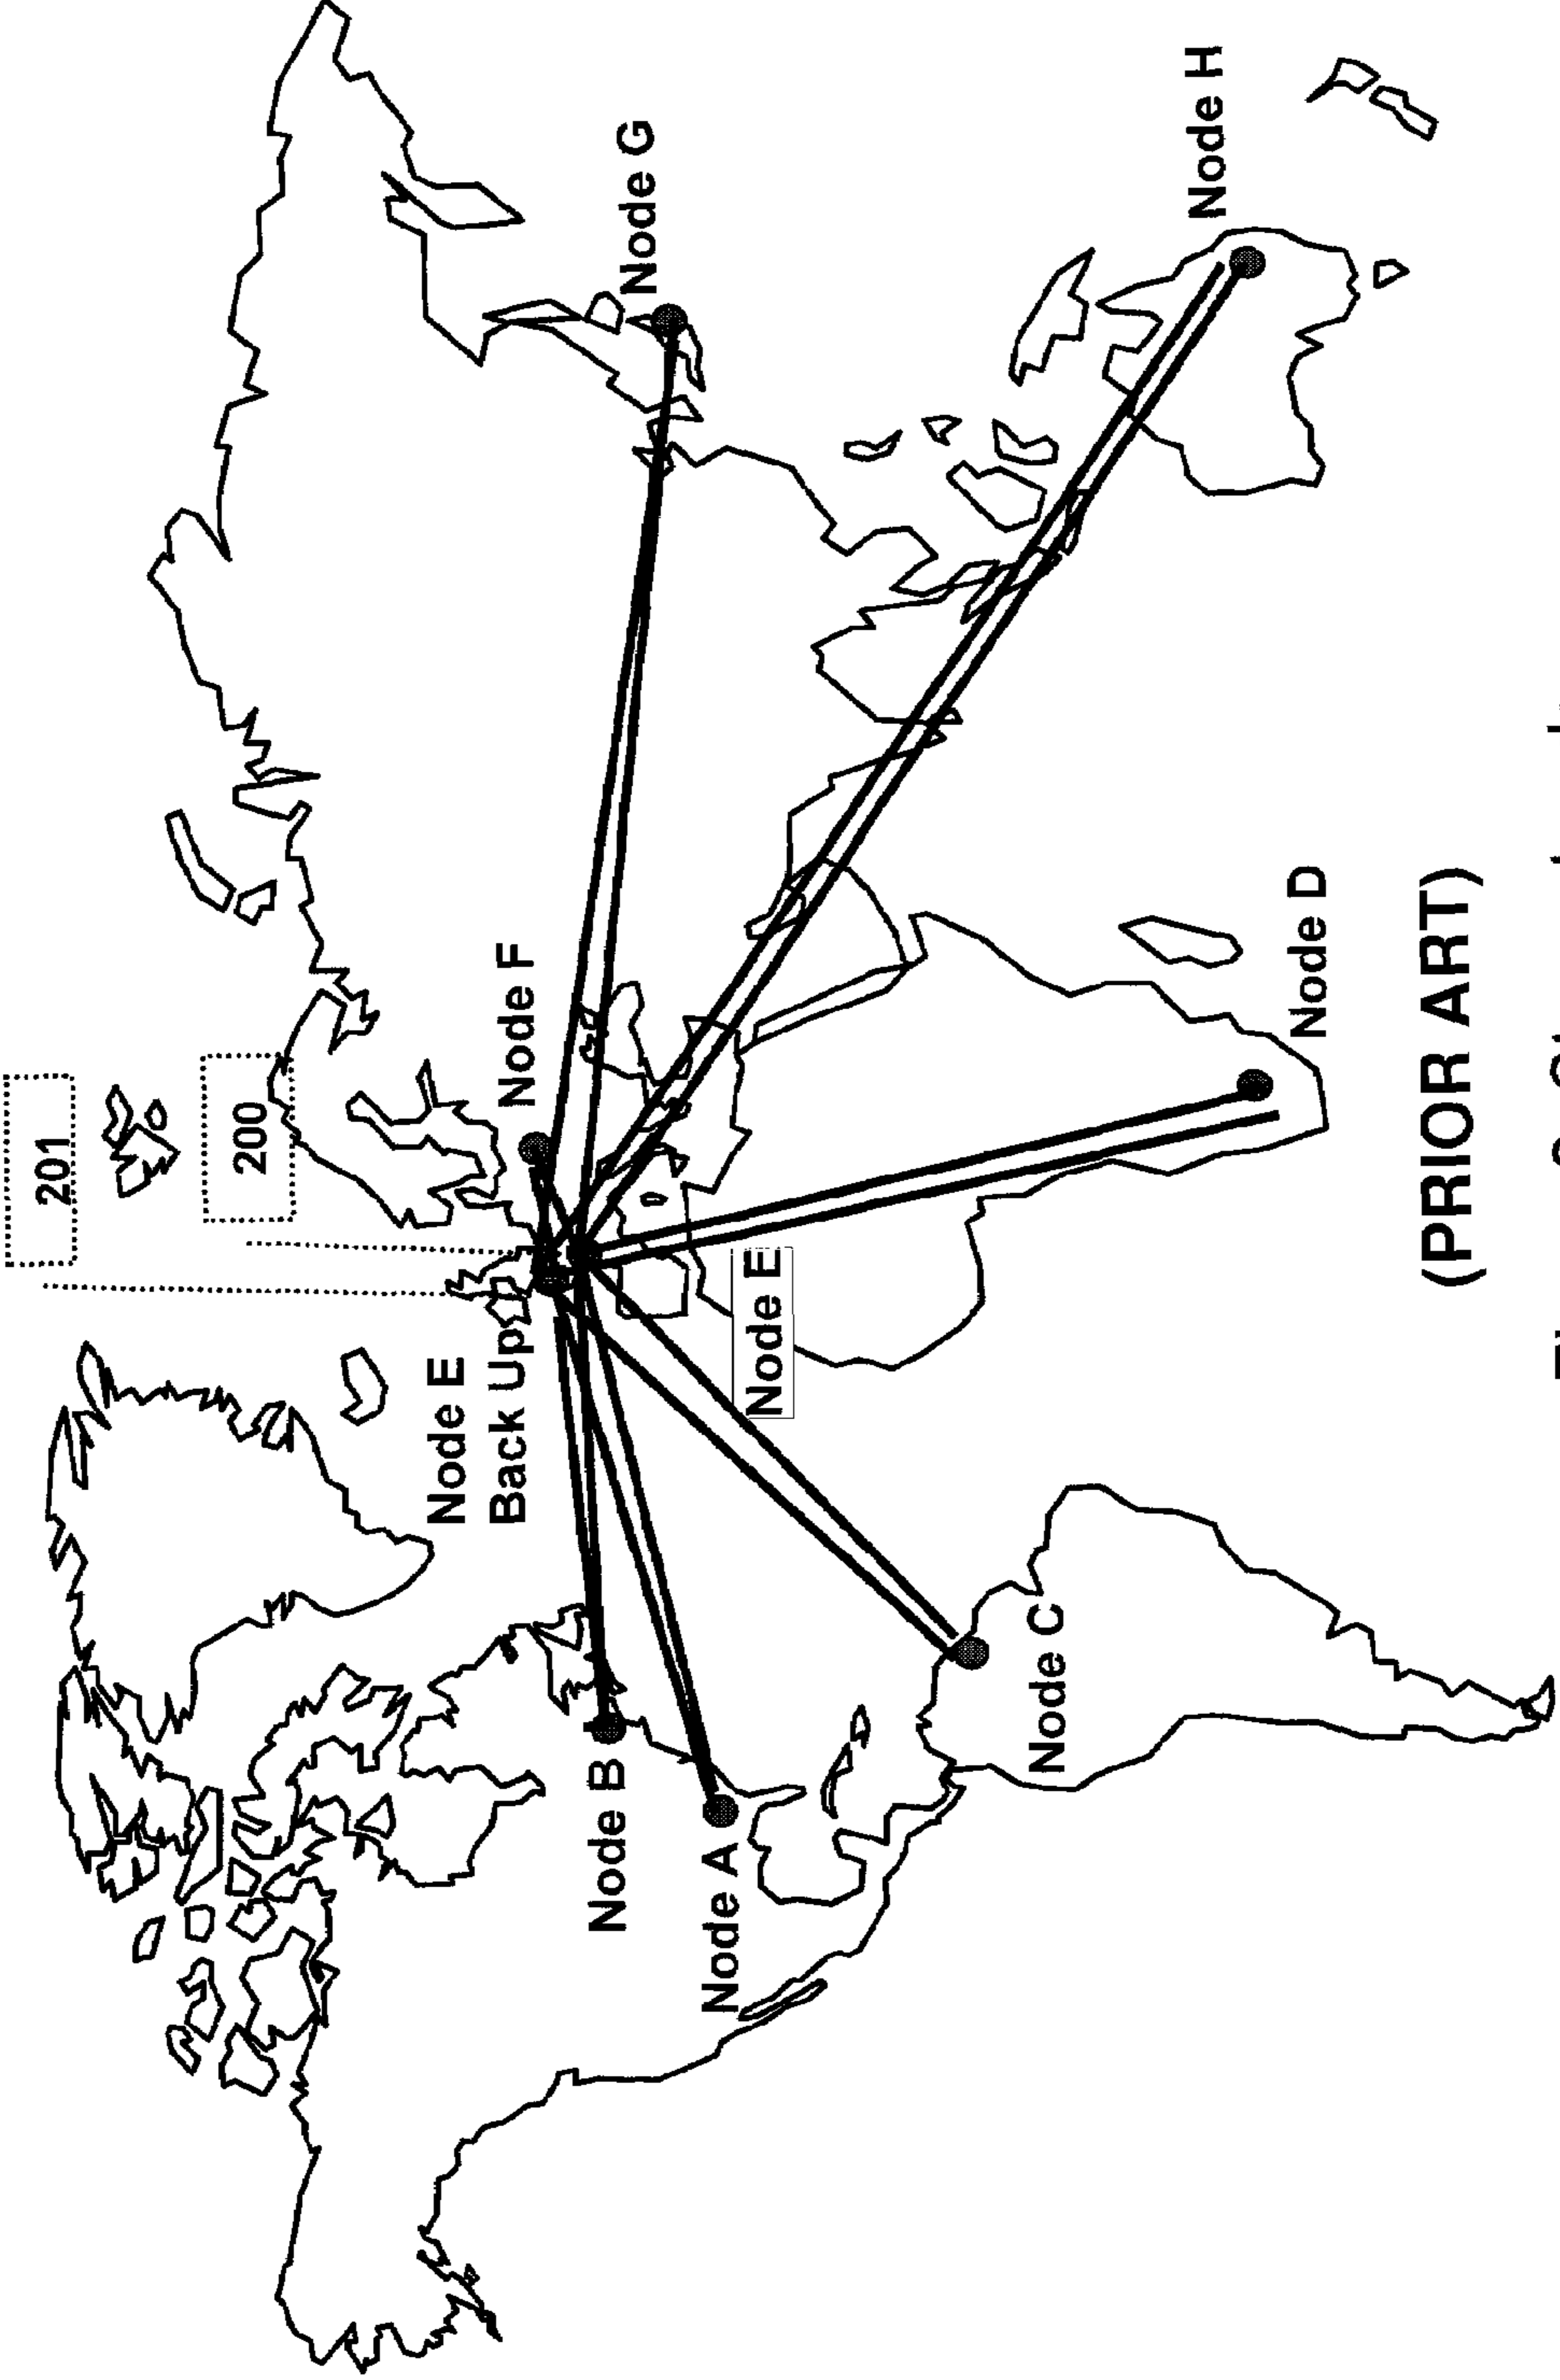 201
200
Node G
Node F
Node E
Back Up
Node B
Node A
Node E
Node H
Node C
Node D
(PRIOR ART)